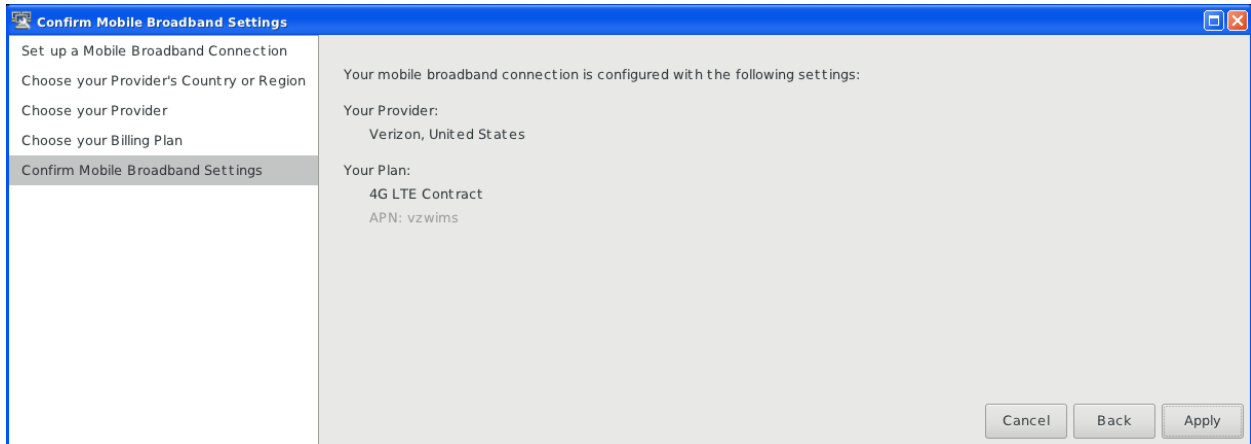 Confirm Mobile Broadband Settings
Set up a Mobile Broadband Connection
Choose your Provider's Country or Region
Choose your Provider
Choose your Billing Plan
Confirm Mobile Broadband Settings
Your mobile broadband connection is configured with the following settings:
Your Provider:
Verizon, United States
Your Plan:
4G LTE Contract
APN: vzwims
Cancel
Back
Apply